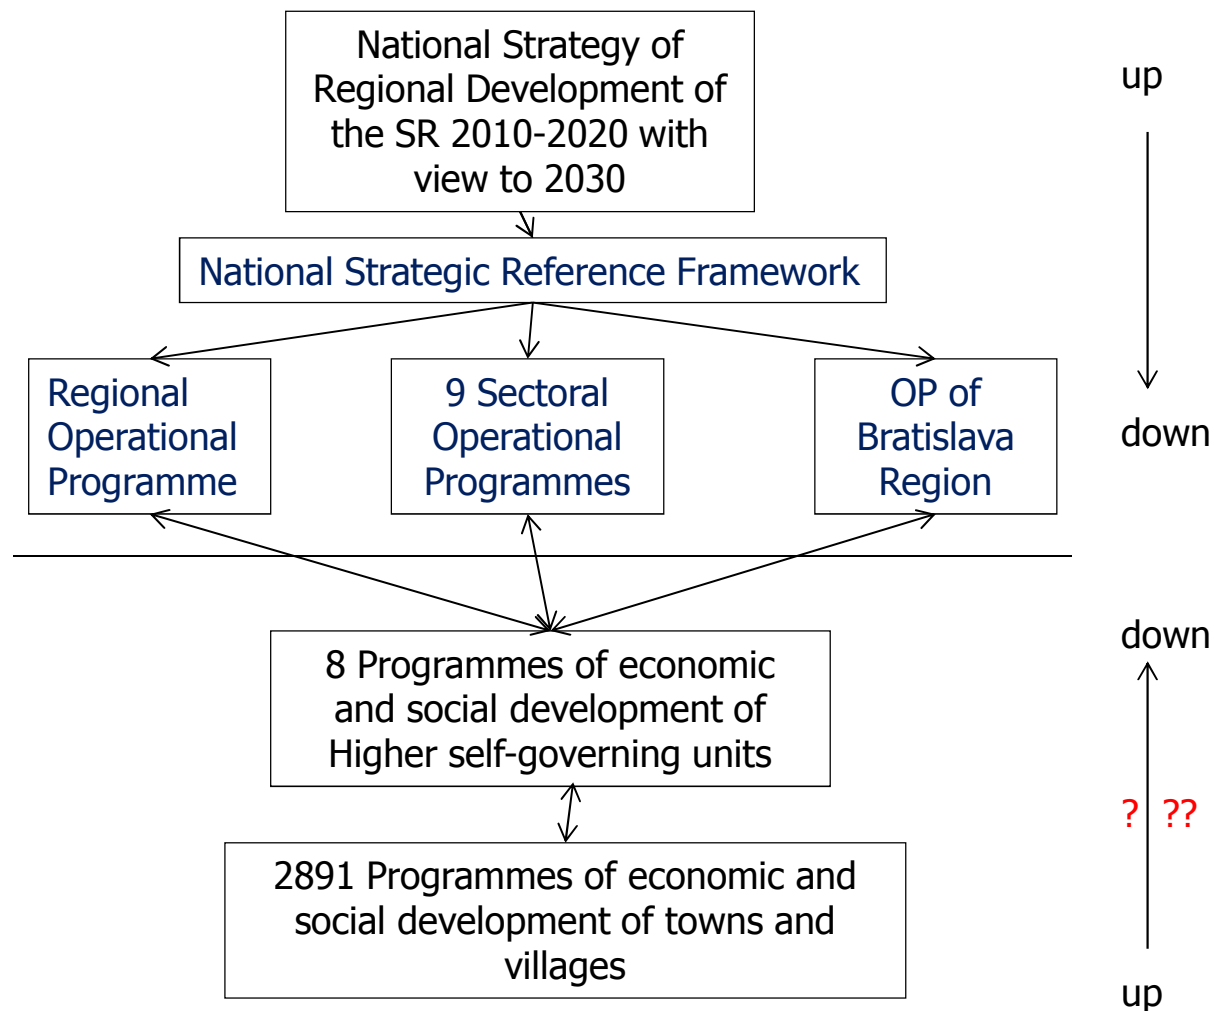 National Strategy of
Regional Development of
the SR 2010-2020 with
view to 2030
up
National Strategic Reference Framework
Regional
Operational
Programme
9 Sectoral
Operational
Programmes
OP of
Bratislava
Region
down
down
8 Programmes of economic
and social development of
Higher self-governing units
? ??
2891 Programmes of economic and
social development of towns and
villages
up